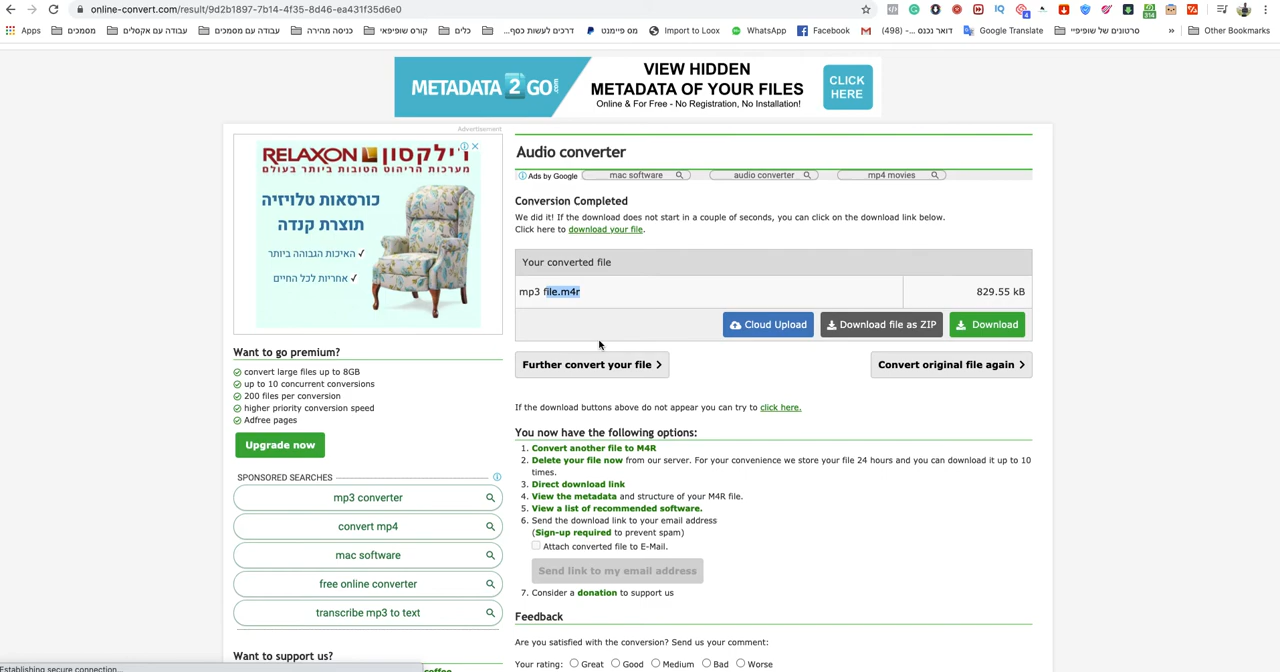 online-convert.com/result/9d2b1897-7b14-4f35-8d46-ea431f35d6e0
Apps
מסמכים
עבודה עם אקסלים
עבודה עם מסמכים
כניסה מהירה
קורס שופיפאי
כלים
דרכים לעשות כסף...
מס פיימנט
Import to Loox
WhatsApp
Facebook
דואר נכנס - (498)...
Google Translate
סרטונים של שופיפיי
»
Other Bookmarks
METADATA 2 GO.com
VIEW HIDDEN
METADATA OF YOUR FILES
Online & For Free - No Registration, No Installation!
CLICK
HERE
Advertisement
RELAXON רילקסון
מערכות הריהוט הטובות ביותר בעולם
כורסאות טלויזיה
תוצרת קנדה
✓ האיכות הגבוהה ביותר
✓ אחריות לכל החיים
Want to go premium?
convert large files up to 8GB
up to 10 concurrent conversions
200 files per conversion
higher priority conversion speed
Adfree pages
Upgrade now
SPONSORED SEARCHES
mp3 converter
convert mp4
mac software
free online converter
transcribe mp3 to text
Want to support us?
coffee
Audio converter
Ads by Google
mac software
audio converter
mp4 movies
Conversion Completed
We did it! If the download does not start in a couple of seconds, you can click on the download link below.
Click here to download your file.
Your converted file
mp3 file.m4r
829.55 kB
Cloud Upload
Download file as ZIP
Download
Further convert your file
Convert original file again
If the download buttons above do not appear you can try to click here.
You now have the following options:
1. Convert another file to M4R
2. Delete your file now from our server. For your convenience we store your file 24 hours and you can download it up to 10
times.
3. Direct download link
4. View the metadata and structure of your M4R file.
5. View a list of recommended software.
6. Send the download link to your email address
(Sign-up required to prevent spam)
Attach converted file to E-Mail.
Send link to my email address
7. Consider a donation to support us
Feedback
Are you satisfied with the conversion? Send us your comment:
Your rating: Great Good Medium Bad Worse
Establishing secure connection...